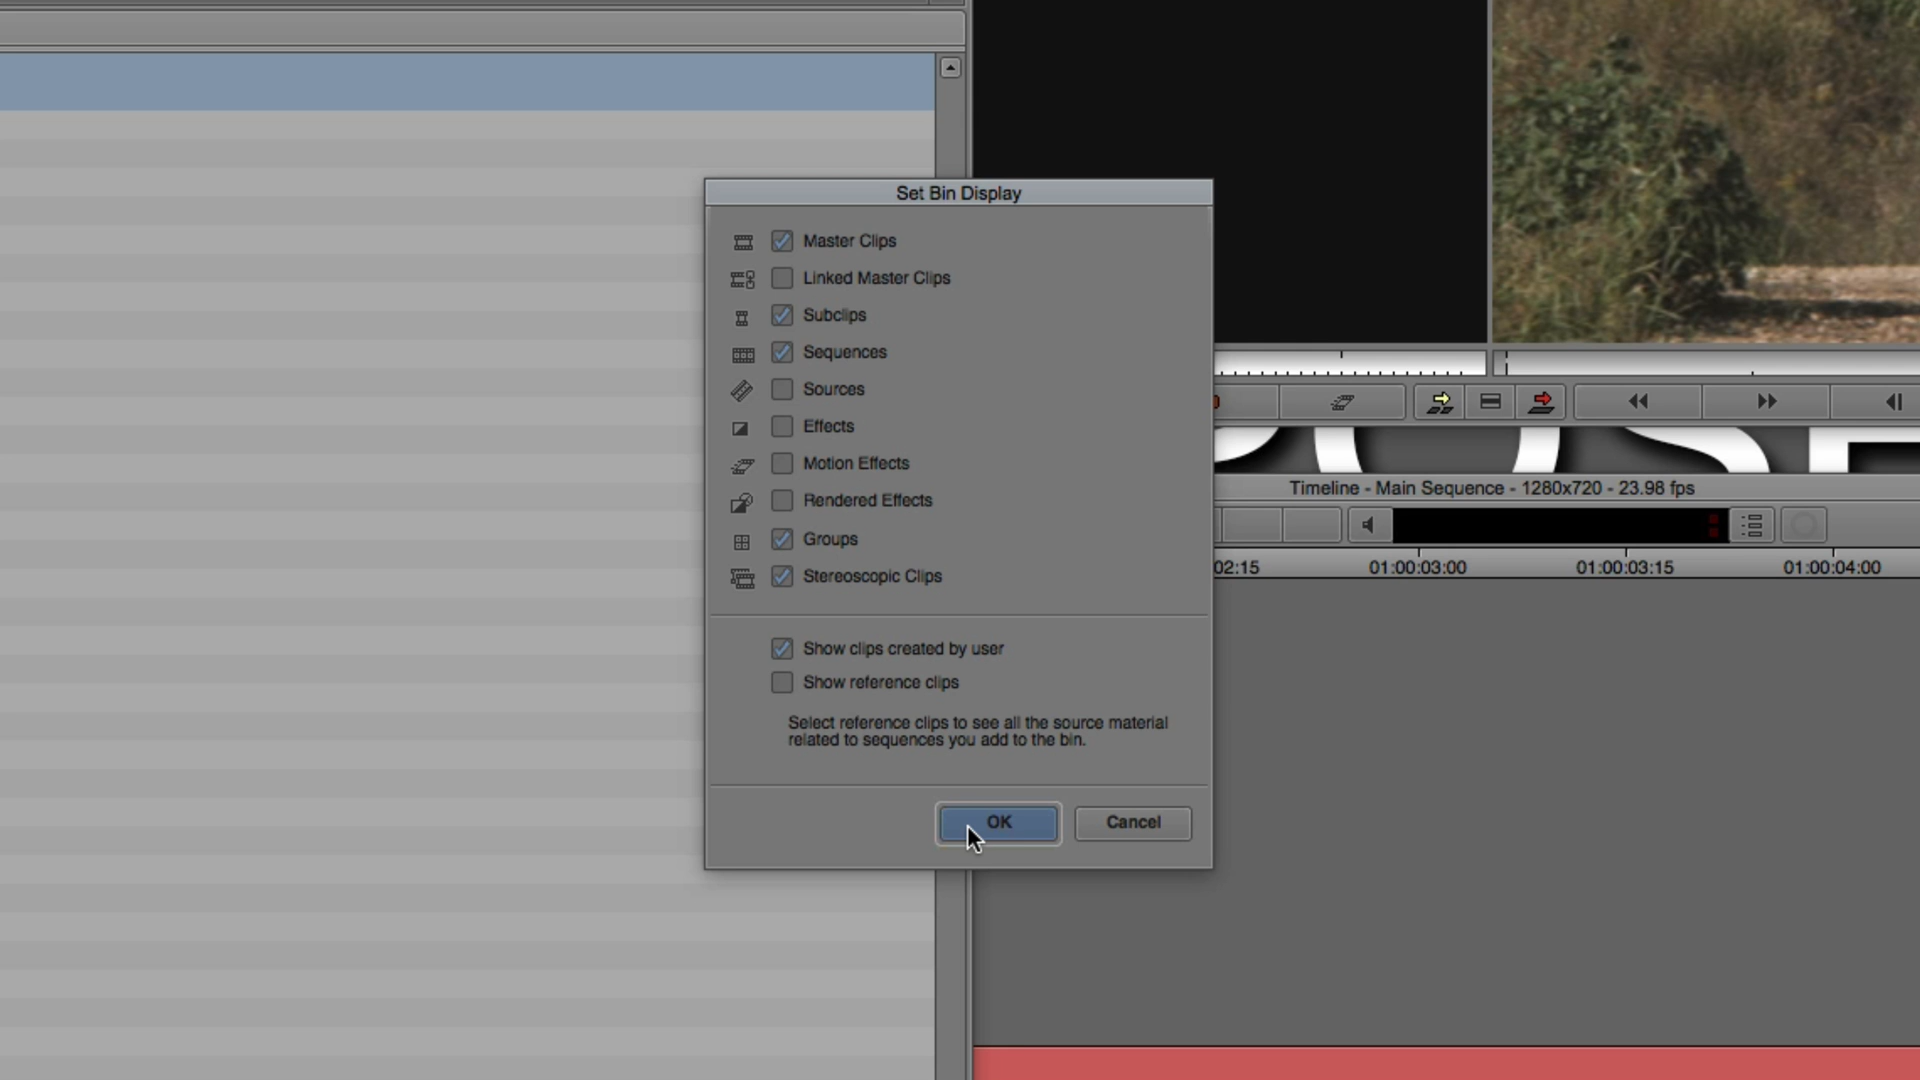 Set Bin Display
Master Clips
Linked Master Clips
Subclips
Sequences
Sources
Effects
Motion Effects
Rendered Effects
Groups
Stereoscopic Clips
Show clips created by user
Show reference clips
Select reference clips to see all the source material
related to sequences you add to the bin.
OK
Cancel
Timeline - Main Sequence - 1280x720 - 23.98 fps
02:15
01:00:03:00
01:00:03:15
01:00:04:00